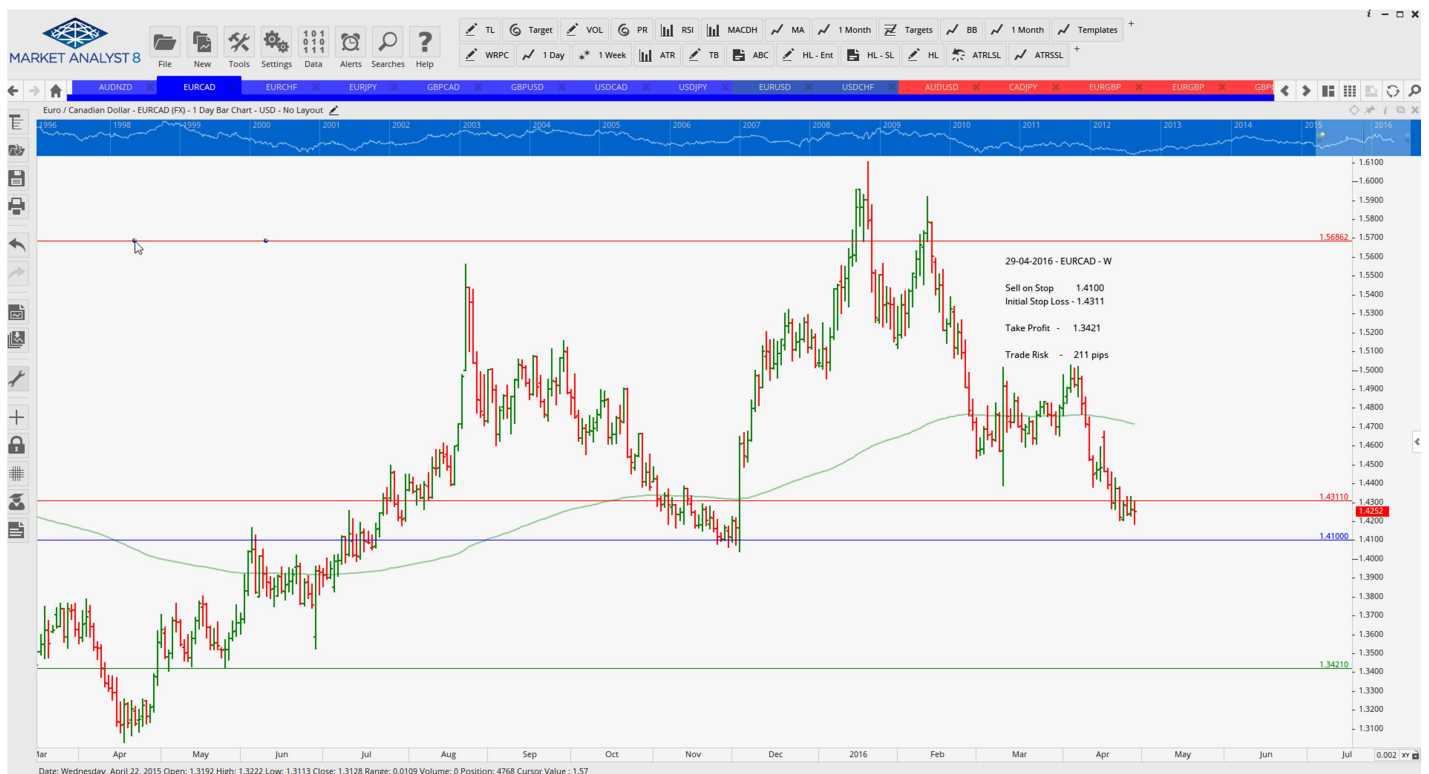 i
MARKET ANALYST 8
File New Tools Settings Data Alerts Searches Help
101
010
111
TL Target VOL PR RSI MACDH MA 1 Month Targets BB 1 Month Templates +
WRPC 1 Day 1 Week ATR TB ABC HL - Ent HL - SL HL ATRLSL ATRSSL +
AUDNZD EURCAD EURCHF EURJPY GBPCAD GBPUSD USDCAD USDJPY EURUSD USDCHF AUDUSD CADJPY EURGBP EURGBP
Euro / Canadian Dollar - EURCAD (FX) - 1 Day Bar Chart - USD - No Layout
1996 1998 1999 2000 2001 2002 2003 2004 2005 2006 2007 2008 2009 2010 2011 2012 2013 2014 2015 2016
1.6100
1.6000
1.5900
1.5800
1.56862
1.5700
29-04-2016 - EURCAD - W
1.5600
1.5500
Sell on Stop 1.4100
1.5400
Initial Stop Loss - 1.4311
1.5300
Take Profit - 1.3421
1.5200
1.5100
Trade Risk - 211 pips
1.5000
1.4900
1.4800
1.4700
1.4600
1.4500
1.4400
1.43110
1.4300
1.4252
1.4200
1.41000
1.4100
1.4000
1.3900
1.3800
1.3700
1.3600
1.3500
1.34210
1.3400
1.3300
1.3200
1.3100
Mar Apr May Jun Jul Aug Sep Oct Nov Dec 2016 Feb Mar Apr May Jun Jul 0.002 XY
Date: Wednesday, April 22, 2015 Open: 1.3192 High: 1.3222 Low: 1.3113 Close: 1.3128 Range: 0.0109 Volume: 0 Position: 4768 Cursor Value : 1.57